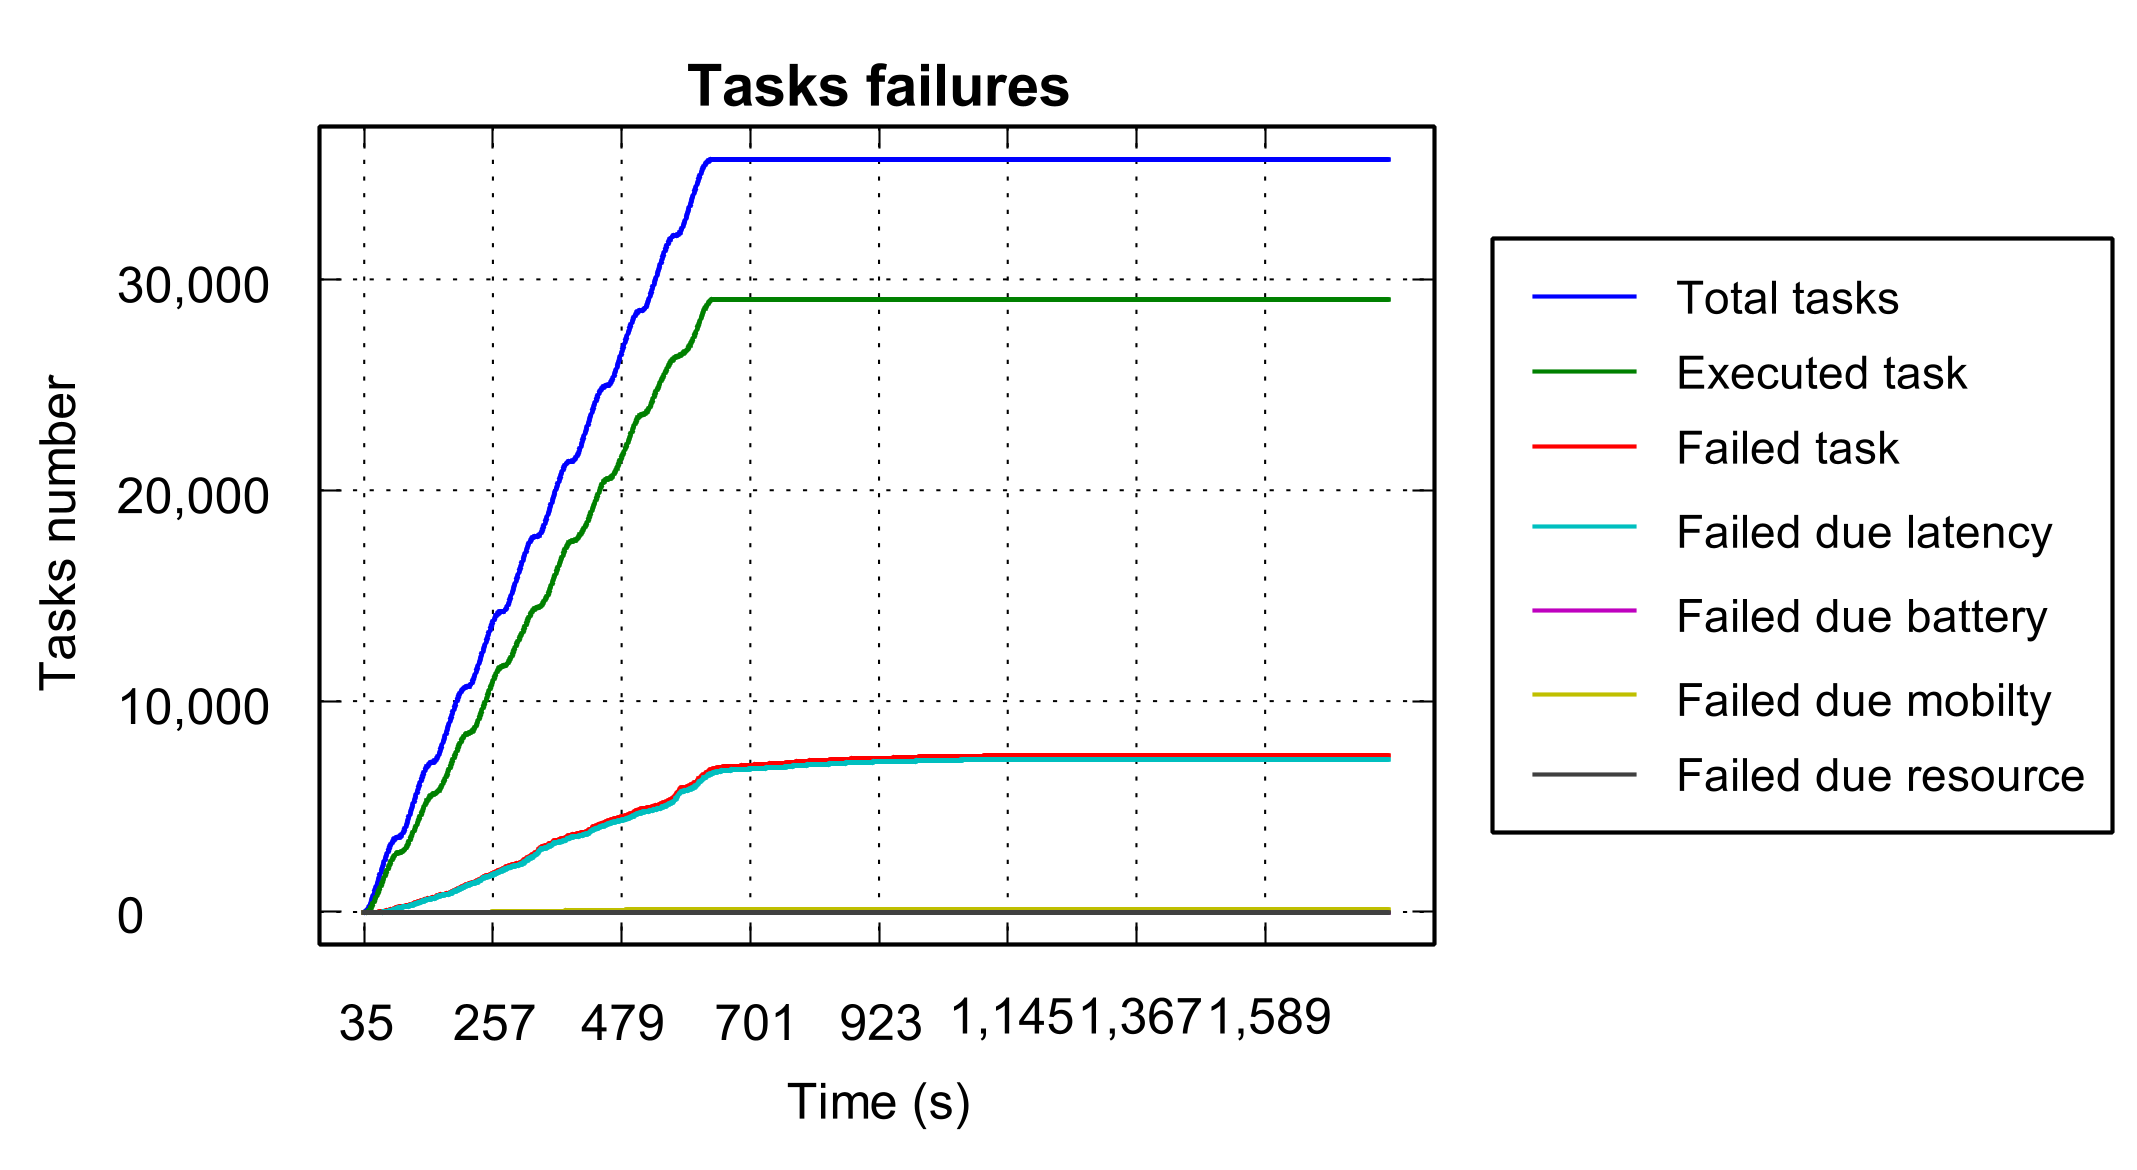 Tasks failures
Tasks number
30,000
20,000
10,000
0
35 257 479 701 923 1,145 1,367 1,589
Time (s)
Total tasks
Executed task
Failed task
Failed due latency
Failed due battery
Failed due mobilty
Failed due resource